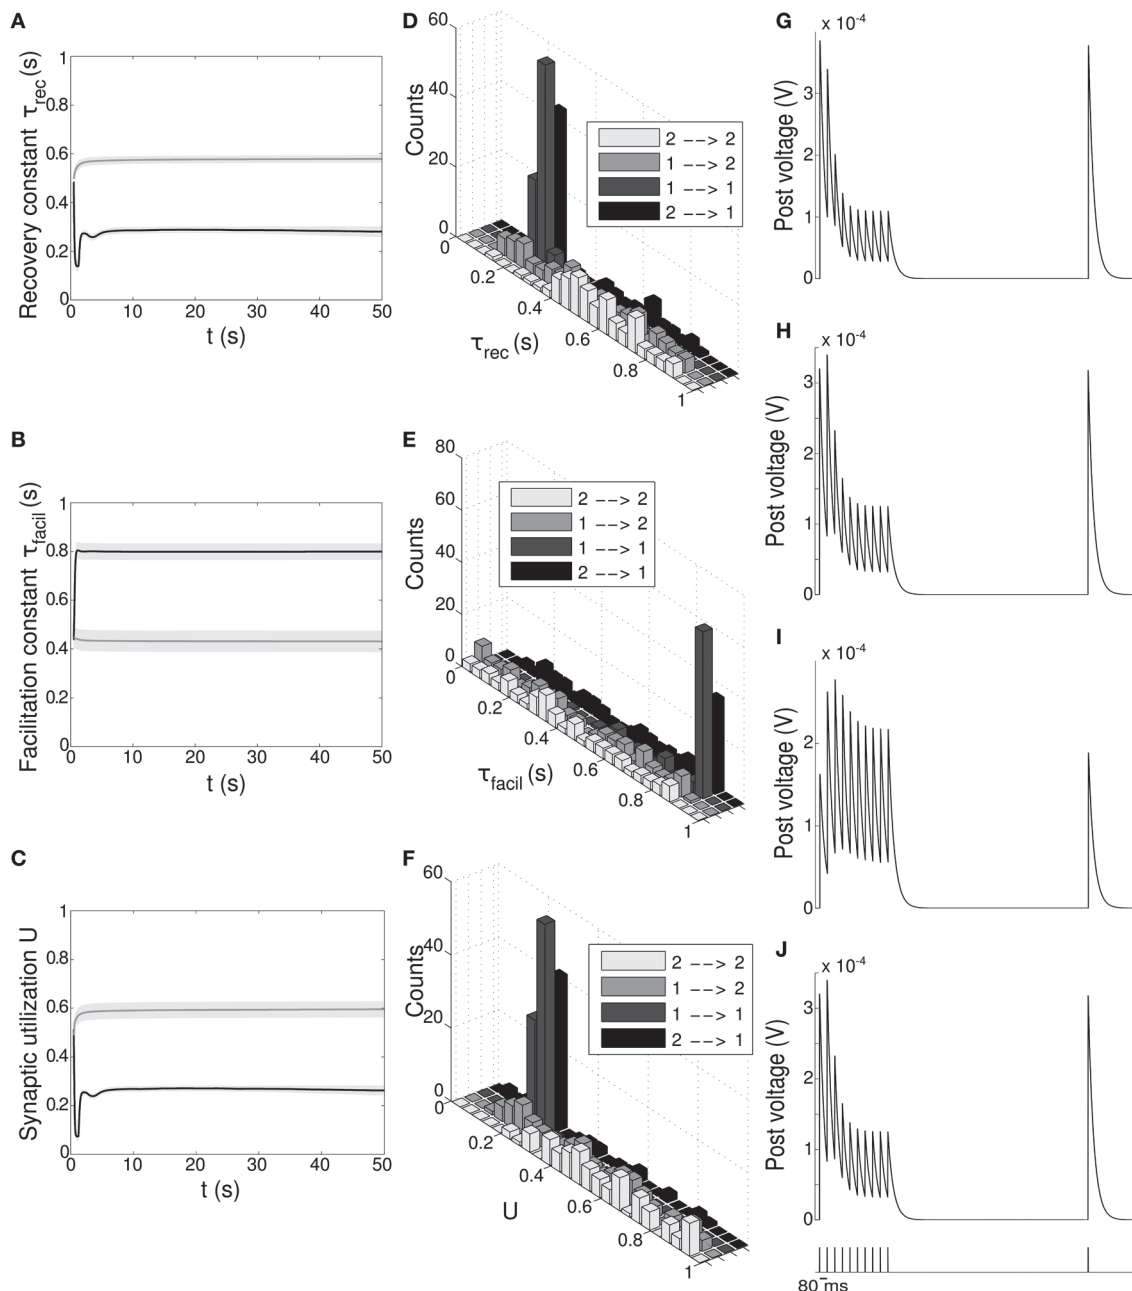 A
Recovery constant τrec (s)
1
0.8
0.6
0.4
0.2
0
0 10 20 30 40 50
t (s)
B
Facilitation constant τfacil (s)
1
0.8
0.6
0.4
0.2
0
0 10 20 30 40 50
t (s)
C
Synaptic utilization U
1
0.8
0.6
0.4
0.2
0
0 10 20 30 40 50
t (s)
D
Counts
60
40
20
0
0
0.2
0.4
0.6
0.8
1
τrec (s)
2 --> 2
1 --> 2
1 --> 1
2 --> 1
E
Counts
80
60
40
20
0
0
0.2
0.4
0.6
0.8
1
τfacil (s)
2 --> 2
1 --> 2
1 --> 1
2 --> 1
F
Counts
60
40
20
0
0
0.2
0.4
0.6
0.8
1
U
2 --> 2
1 --> 2
1 --> 1
2 --> 1
G
x 10-4
Post voltage (V)
3
2
1
0
H
x 10-4
Post voltage (V)
3
2
1
0
I
x 10-4
Post voltage (V)
2
1
0
J
x 10-4
Post voltage (V)
3
2
1
0
80 ms